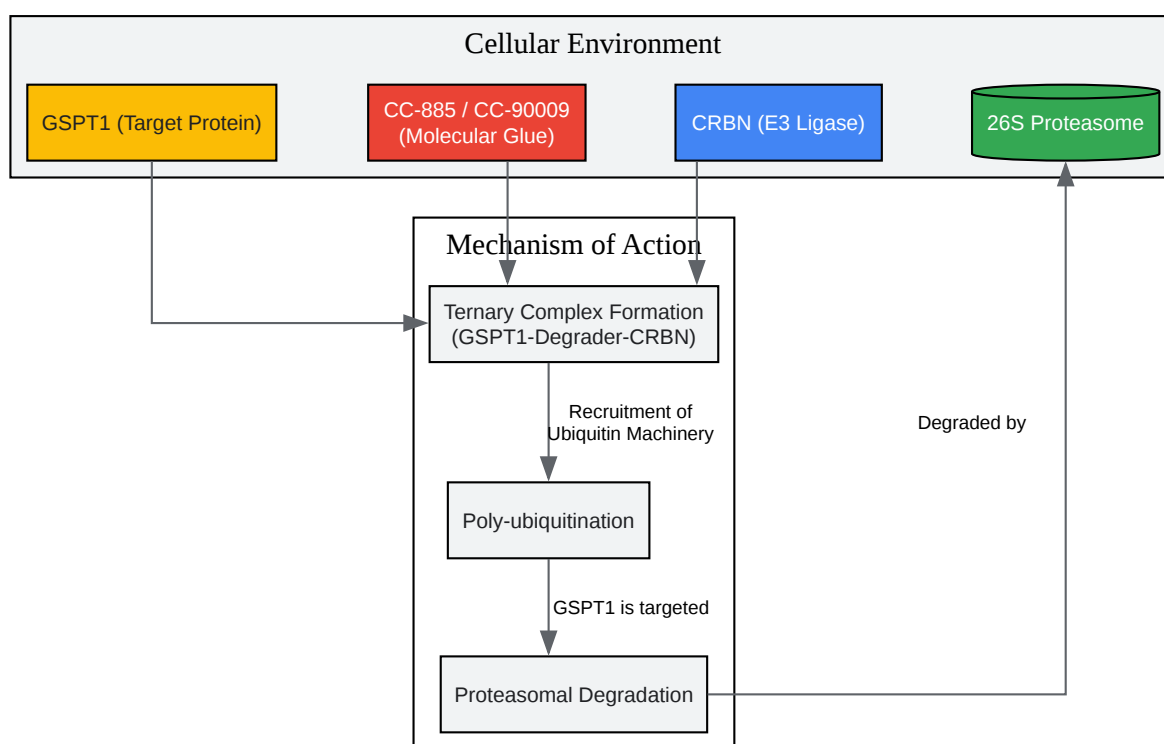 Cellular Environment
GSPT1 (Target Protein)
CC-885 / CC-90009
(Molecular Glue)
CRBN (E3 Ligase)
26S Proteasome
Mechanism of Action
Ternary Complex Formation
(GSPT1-Degrader-CRBN)
Recruitment of
Ubiquitin Machinery
Degraded by
Poly-ubiquitination
GSPT1 is targeted
Proteasomal Degradation